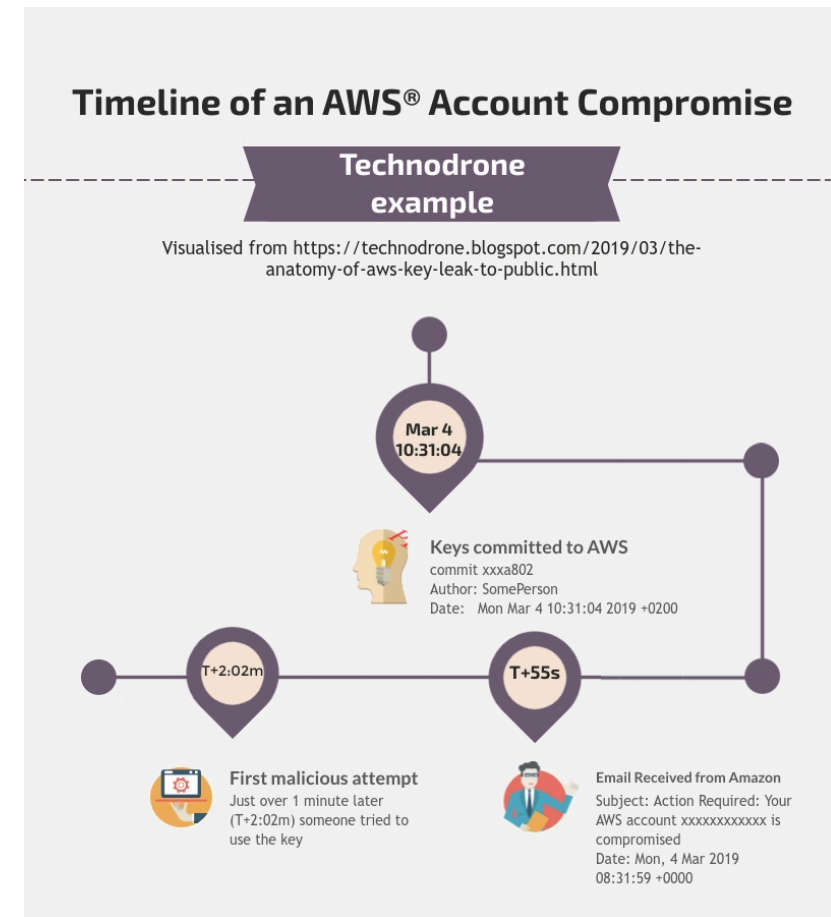 Timeline of an AWS® Account Compromise
Technodrone
example
Visualised from https://technodrone.blogspot.com/2019/03/the-
anatomy-of-aws-key-leak-to-public.html
Mar 4
10:31:04
Keys committed to AWS
commit xxxa802
Author: SomePerson
Date: Mon Mar 4 10:31:04 2019 +0200
T+55s
Email Received from Amazon
Subject: Action Required: Your
AWS account xxxxxxxxxxxx is
compromised
Date: Mon, 4 Mar 2019
08:31:59 +0000
T+2:02m
First malicious attempt
Just over 1 minute later
(T+2:02m) someone tried to
use the key